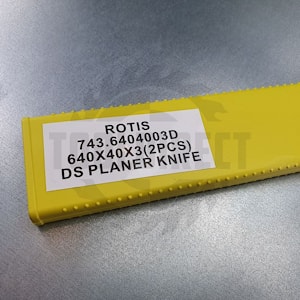 ROTIS
743.6404003D
640X40X3(2PCS)
DS PLANER KNIFE